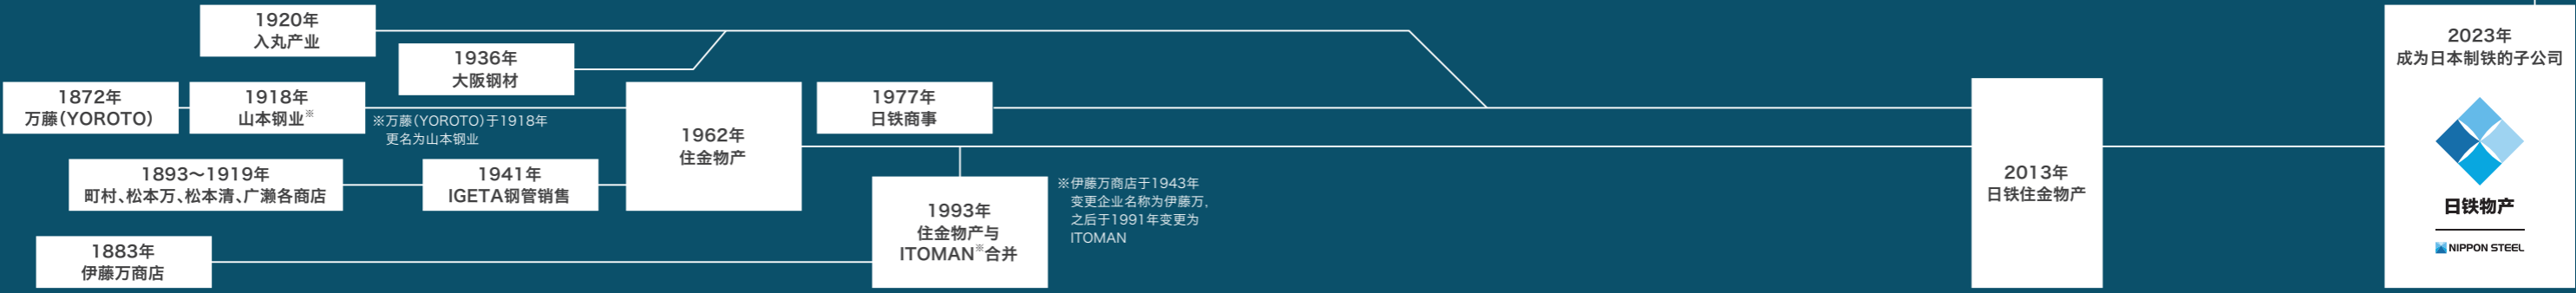 1920年
入丸产业
1936年
大阪钢材
1872年
万藤（YOROTO）
1918年
山本钢业※
※万藤（YOROTO）于1918年
更名为山本钢业
1893～1919年
町村、松本万、松本清、广濑各商店
1941年
IGETA钢管销售
1883年
伊藤万商店
1962年
住金物产
1977年
日铁商事
1993年
住金物产与
ITOMAN※合并
※伊藤万商店于1943年
变更企业名称为伊藤万，
之后于1991年变更为
ITOMAN
2013年
日铁住金物产
2023年
成为日本制铁的子公司
日铁物产
NIPPON STEEL